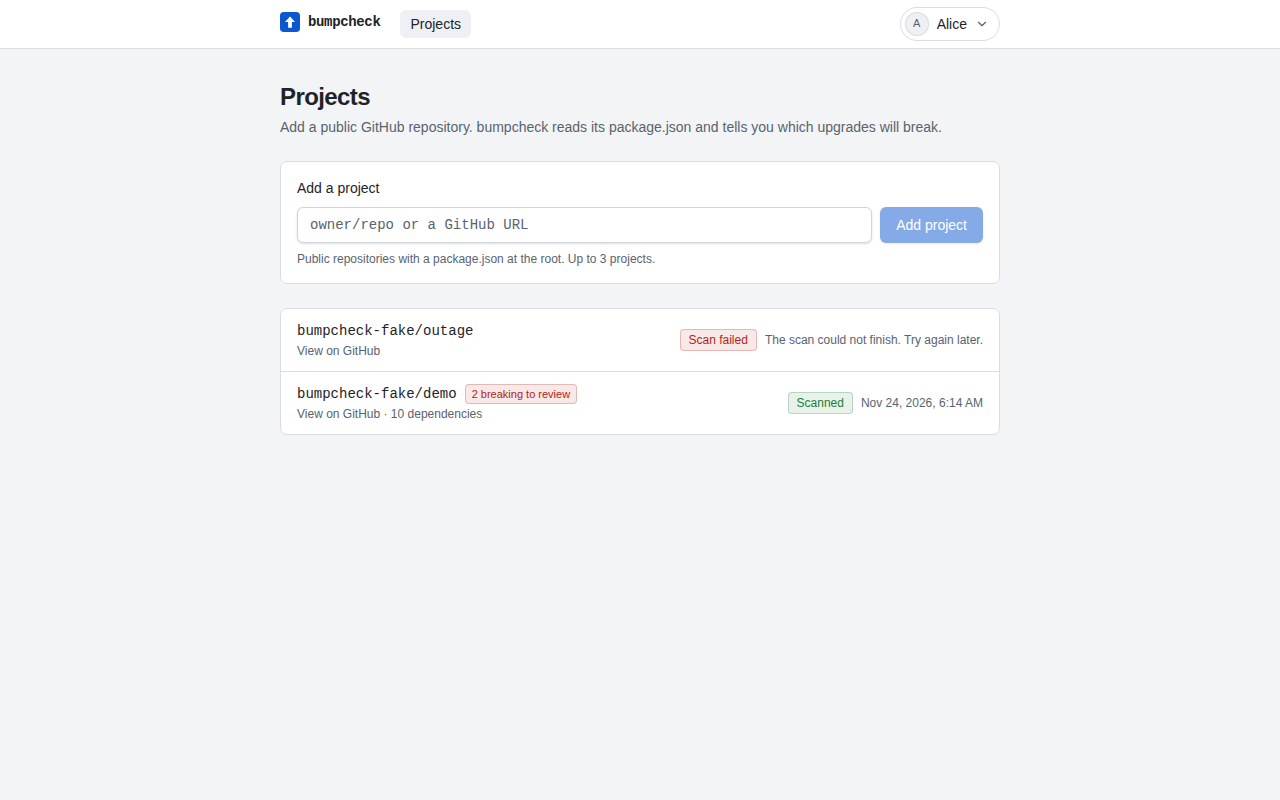 bumpcheck Projects A Alice
Projects
Add a public GitHub repository. bumpcheck reads its package.json and tells you which upgrades will break.
Add a project
owner/repo or a GitHub URL Add project
Public repositories with a package.json at the root. Up to 3 projects.
bumpcheck-fake/outage
View on GitHub
Scan failed The scan could not finish. Try again later.
bumpcheck-fake/demo 2 breaking to review
View on GitHub · 10 dependencies
Scanned Nov 24, 2026, 6:14 AM